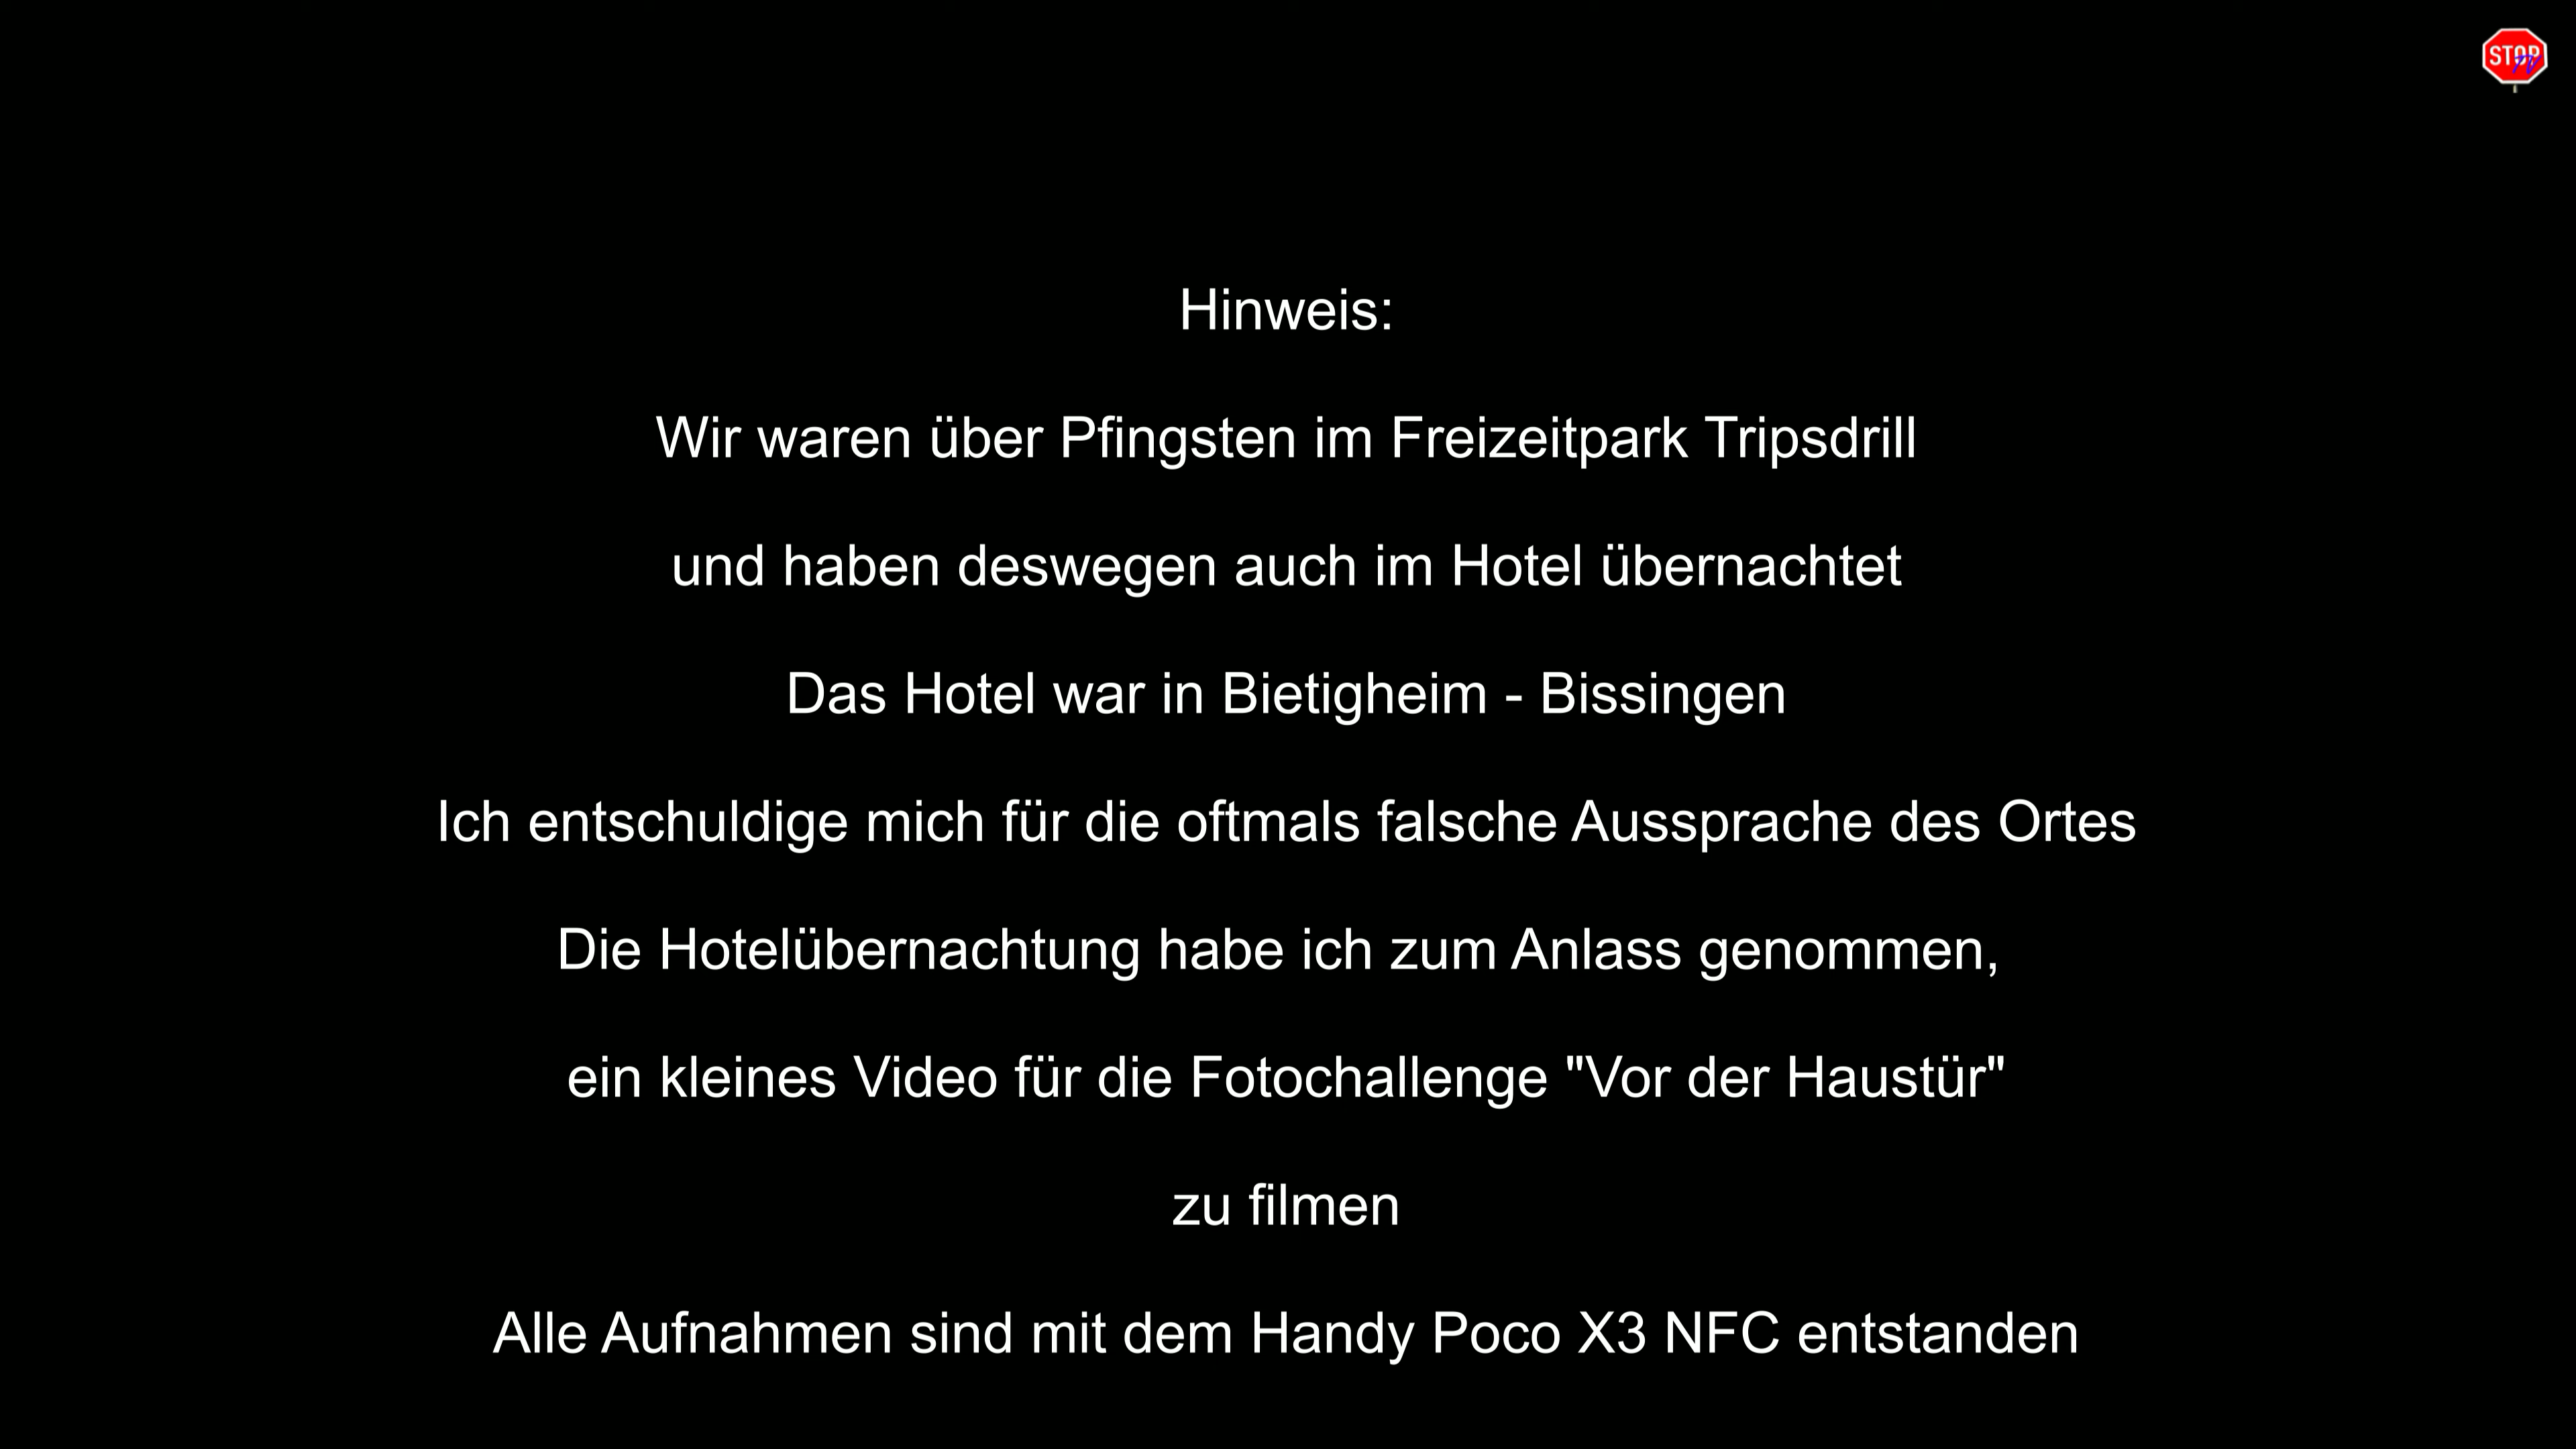 STOP
TV
Hinweis:
Wir waren über Pfingsten im Freizeitpark Tripsdrill
und haben deswegen auch im Hotel übernachtet
Das Hotel war in Bietigheim - Bissingen
Ich entschuldige mich für die oftmals falsche Aussprache des Ortes
Die Hotelübernachtung habe ich zum Anlass genommen,
ein kleines Video für die Fotochallenge "Vor der Haustür"
zu filmen
Alle Aufnahmen sind mit dem Handy Poco X3 NFC entstanden